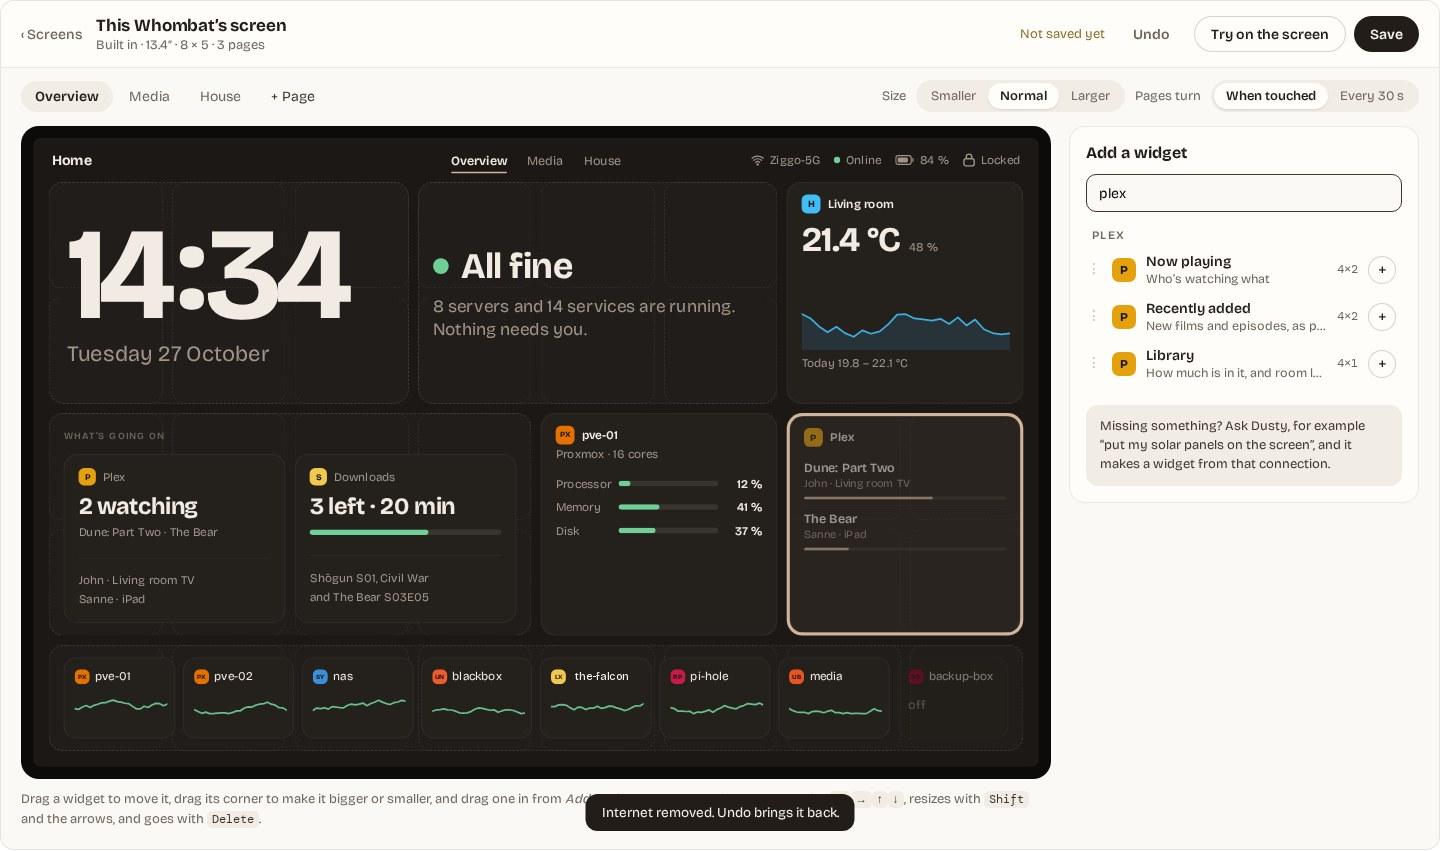 ‹ Screens
This Whombat's screen
Built in · 13.4" · 8 × 5 · 3 pages
Not saved yet
Undo
Try on the screen
Save
Overview
Media
House
+ Page
Size
Smaller
Normal
Larger
Pages turn
When touched
Every 30 s
Home
Overview
Media
House
Ziggo-5G
Online
84 %
Locked
14:34
Tuesday 27 October
All fine
8 servers and 14 services are running.
Nothing needs you.
H
Living room
21.4 °C 48 %
Today 19.8 – 22.1 °C
WHAT'S GOING ON
P
Plex
2 watching
Dune: Part Two · The Bear
John · Living room TV
Sanne · iPad
S
Downloads
3 left · 20 min
Shōgun S01, Civil War
and The Bear S03E05
PX
pve-01
Proxmox · 16 cores
Processor
12 %
Memory
41 %
Disk
37 %
P
Plex
Dune: Part Two
John · Living room TV
The Bear
Sanne · iPad
PX
pve-01
PX
pve-02
SY
nas
UN
blackbox
LX
the-falcon
RP
pi-hole
UB
media
backup-box
off
Add a widget
plex
PLEX
P
Now playing
Who's watching what
4×2
+
P
Recently added
New films and episodes, as p...
4×2
+
P
Library
How much is in it, and room l...
4×1
+
Missing something? Ask Dusty, for example
"put my solar panels on the screen", and it
makes a widget from that connection.
Drag a widget to move it, drag its corner to make it bigger or smaller, and drag one in from Add → ↑ ↓, resizes with Shift
and the arrows, and goes with Delete.
Internet removed. Undo brings it back.